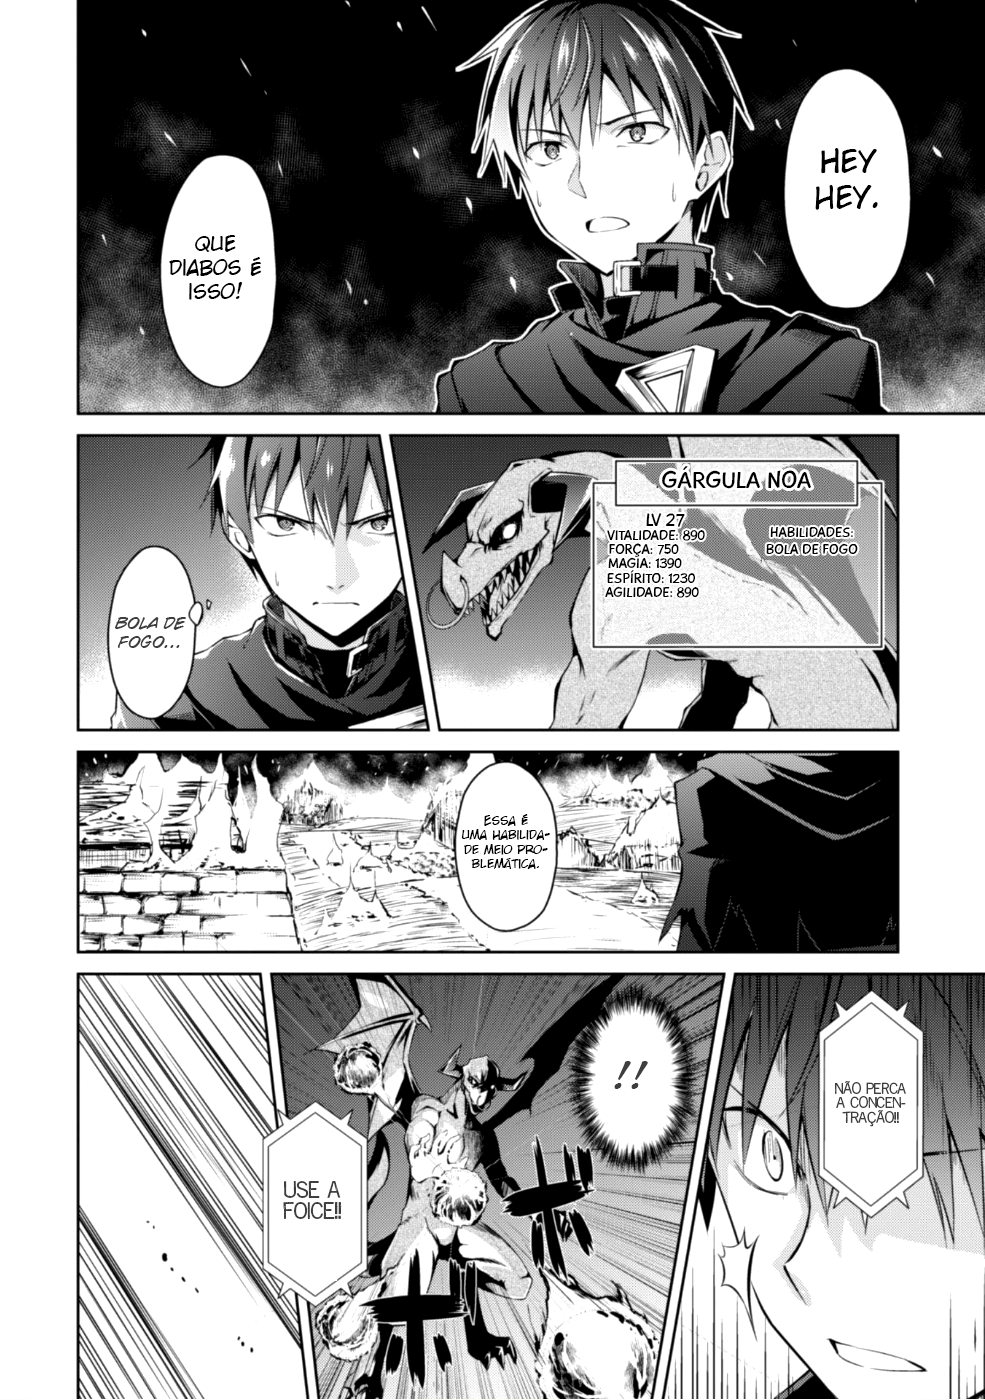 HEY
HEY.
QUE
DIABOS É
ISSO!
GÁRGULA NOA
LV 27
VITALIDADE: 890
FORÇA: 750
MAGIA: 1390
ESPÍRITO: 1230
AGILIDADE: 890
HABILIDADES:
BOLA DE FOGO
BOLA DE
FOGO...
ESSA É
UMA HABILIDA-
DE MEIO PRO-
BLEMÁTICA.
NÃO PERCA
A CONCEN-
TRAÇÃO!!
!!
ボボ
USE A
FOICE!!